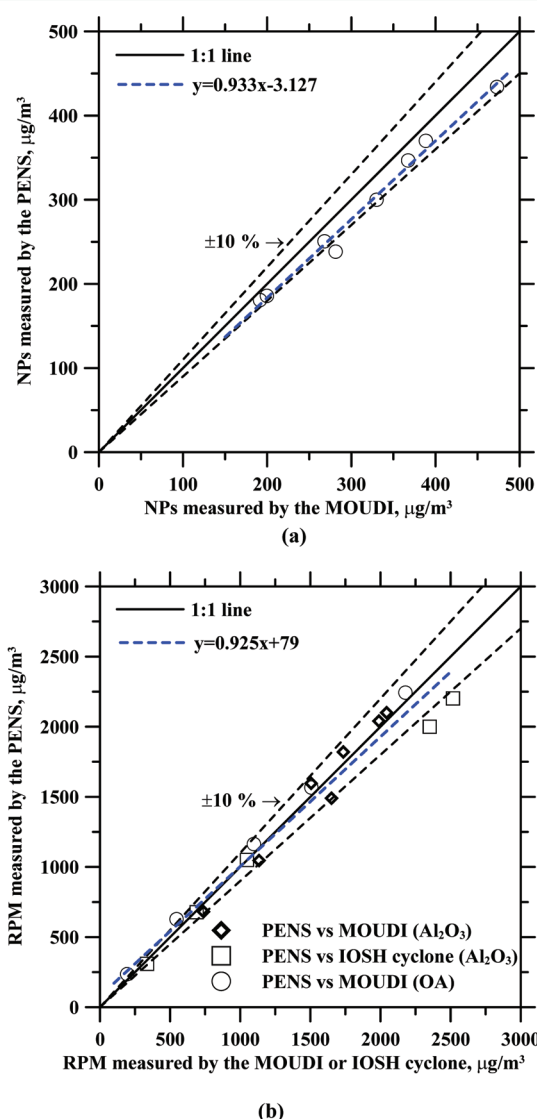 500
400
300
200
100
0
NPs measured by the PENS, μg/m³
1:1 line
y=0.933x-3.127
±10 % →
0 100 200 300 400 500
NPs measured by the MOUDI, μg/m³
(a)
3000
2500
2000
1500
1000
500
0
RPM measured by the PENS, μg/m³
1:1 line
y=0.925x+79
±10 % →
PENS vs MOUDI (Al₂O₃)
PENS vs IOSH cyclone (Al₂O₃)
PENS vs MOUDI (OA)
0 500 1000 1500 2000 2500 3000
RPM measured by the MOUDI or IOSH cyclone, μg/m³
(b)